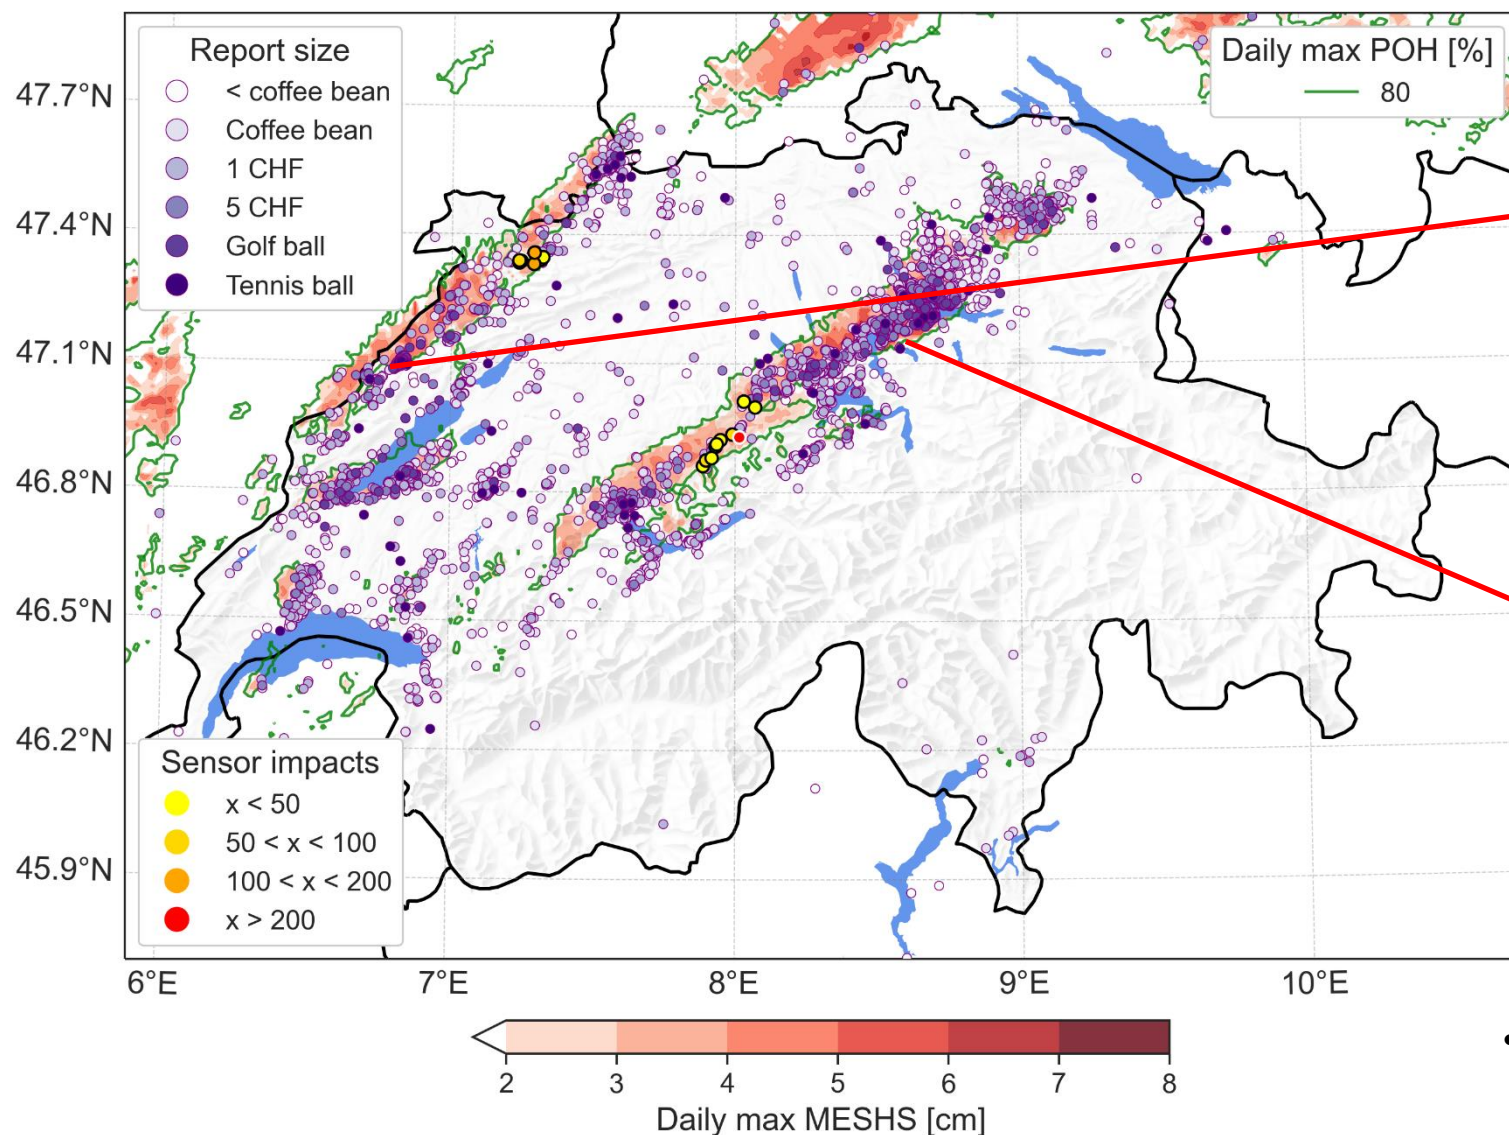 Report size
< coffee bean
Coffee bean
1 CHF
5 CHF
Golf ball
Tennis ball
Daily max POH [%]
80
47.7°N
47.4°N
47.1°N
46.8°N
46.5°N
46.2°N
45.9°N
Sensor impacts
x < 50
50 < x < 100
100 < x < 200
x > 200
6°E
7°E
8°E
9°E
10°E
2
3
4
5
6
7
8
Daily max MESHS [cm]